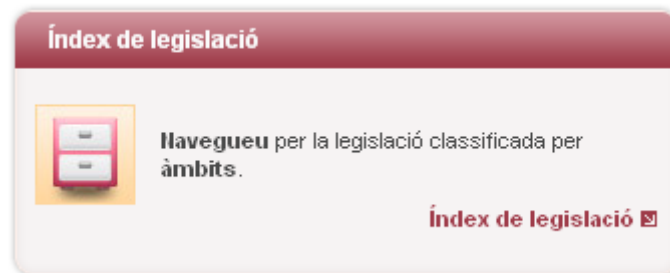 Índex de legislació
Navegueu per la legislació classificada per
àmbits.
Índex de legislació